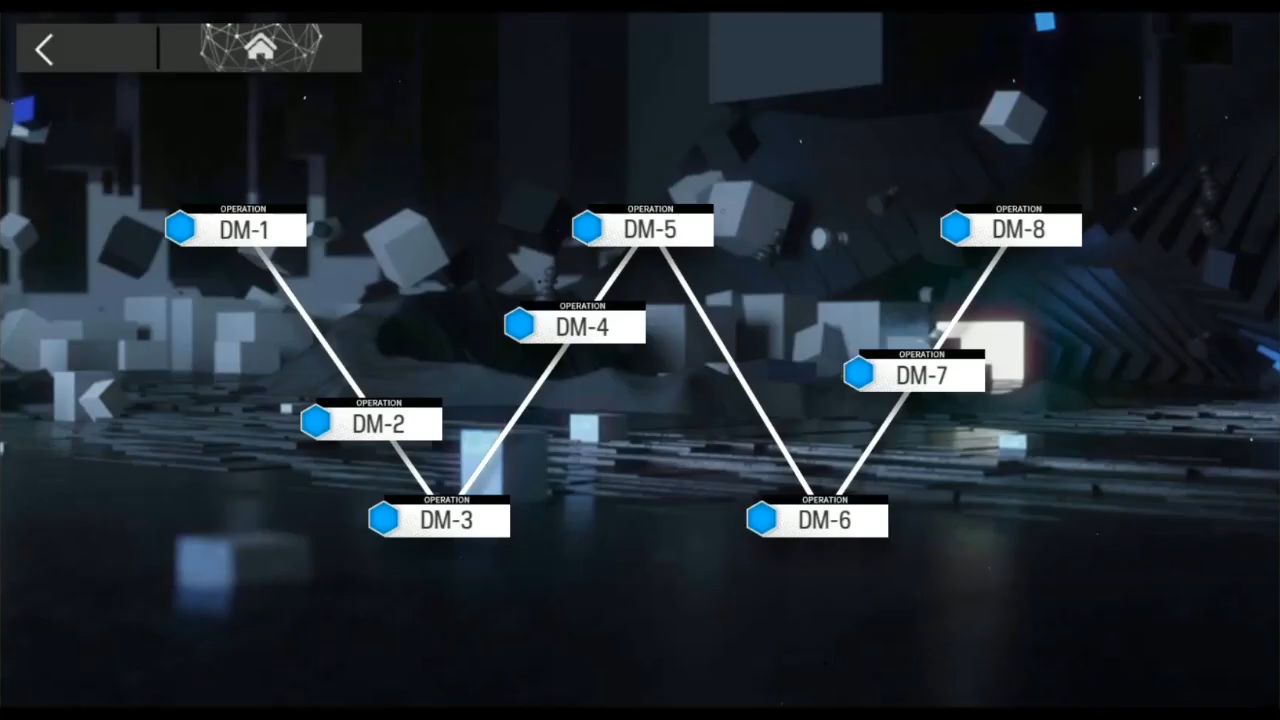 OPERATION
DM-1
OPERATION
DM-5
OPERATION
DM-8
OPERATION
DM-4
OPERATION
DM-7
OPERATION
DM-2
OPERATION
DM-3
OPERATION
DM-6